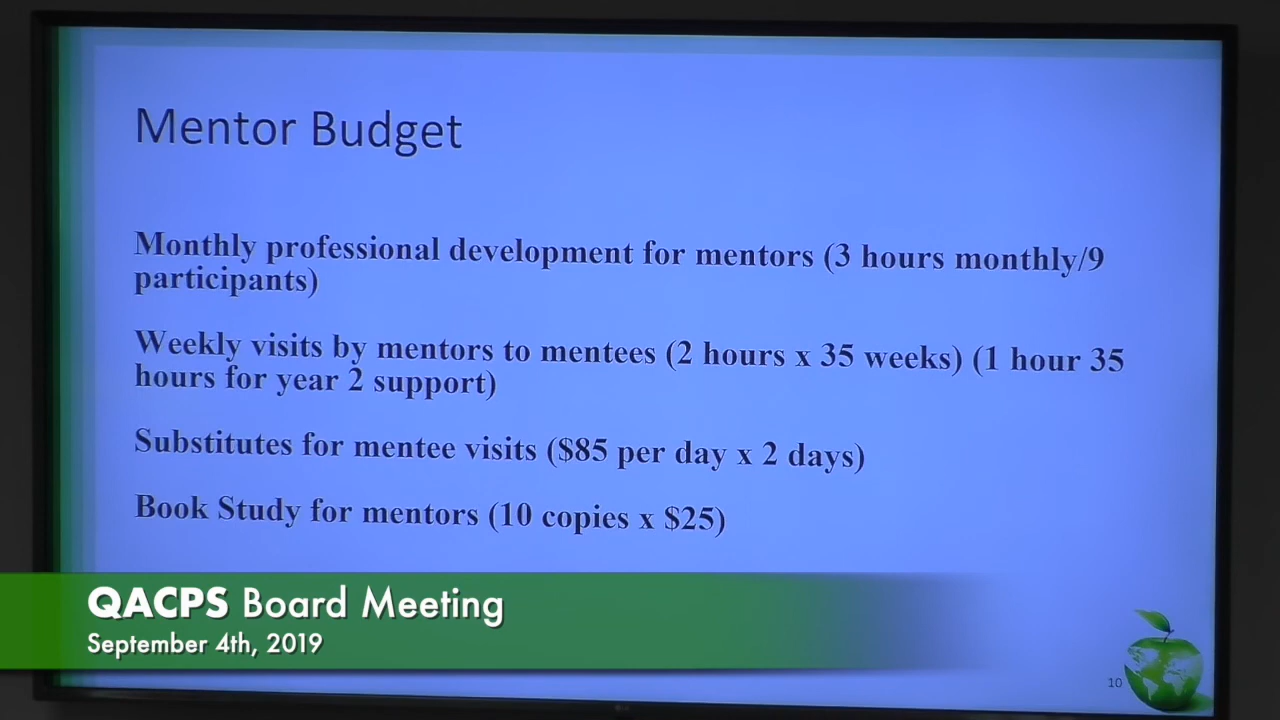 Mentor Budget
Monthly professional development for mentors (3 hours monthly/9
participants)
Weekly visits by mentors to mentees (2 hours x 35 weeks) (1 hour 35
hours for year 2 support)
Substitutes for mentee visits ($85 per day x 2 days)
Book Study for mentors (10 copies x $25)
QACPS Board Meeting
September 4th, 2019
10